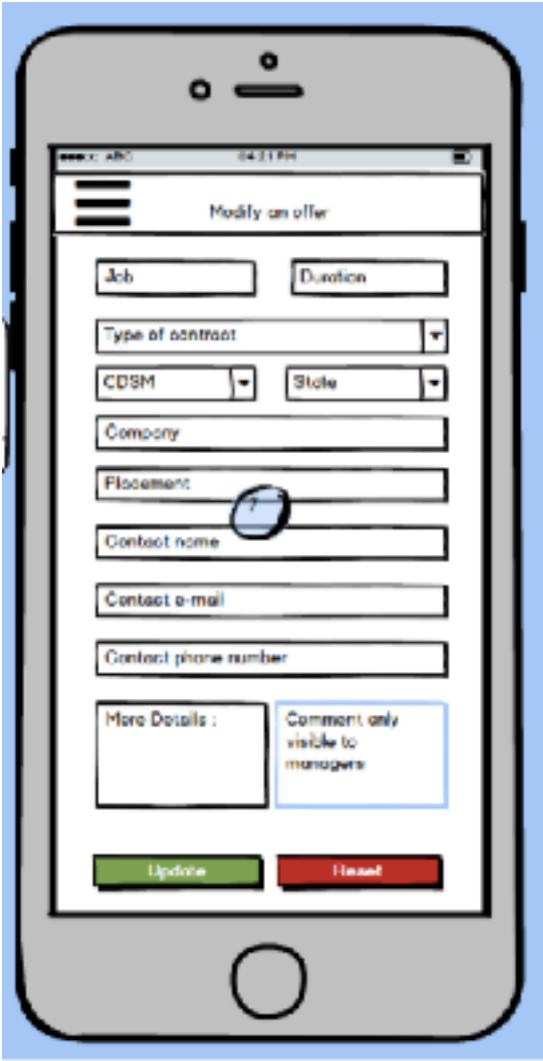 ABC 04:21 PM
Modify an offer
Job Duration
Type of contract
CDSM State
Company
Placement
Contact name
Contact e-mail
Contact phone number
More Details : Comment only
visible to
managers
Update Reset